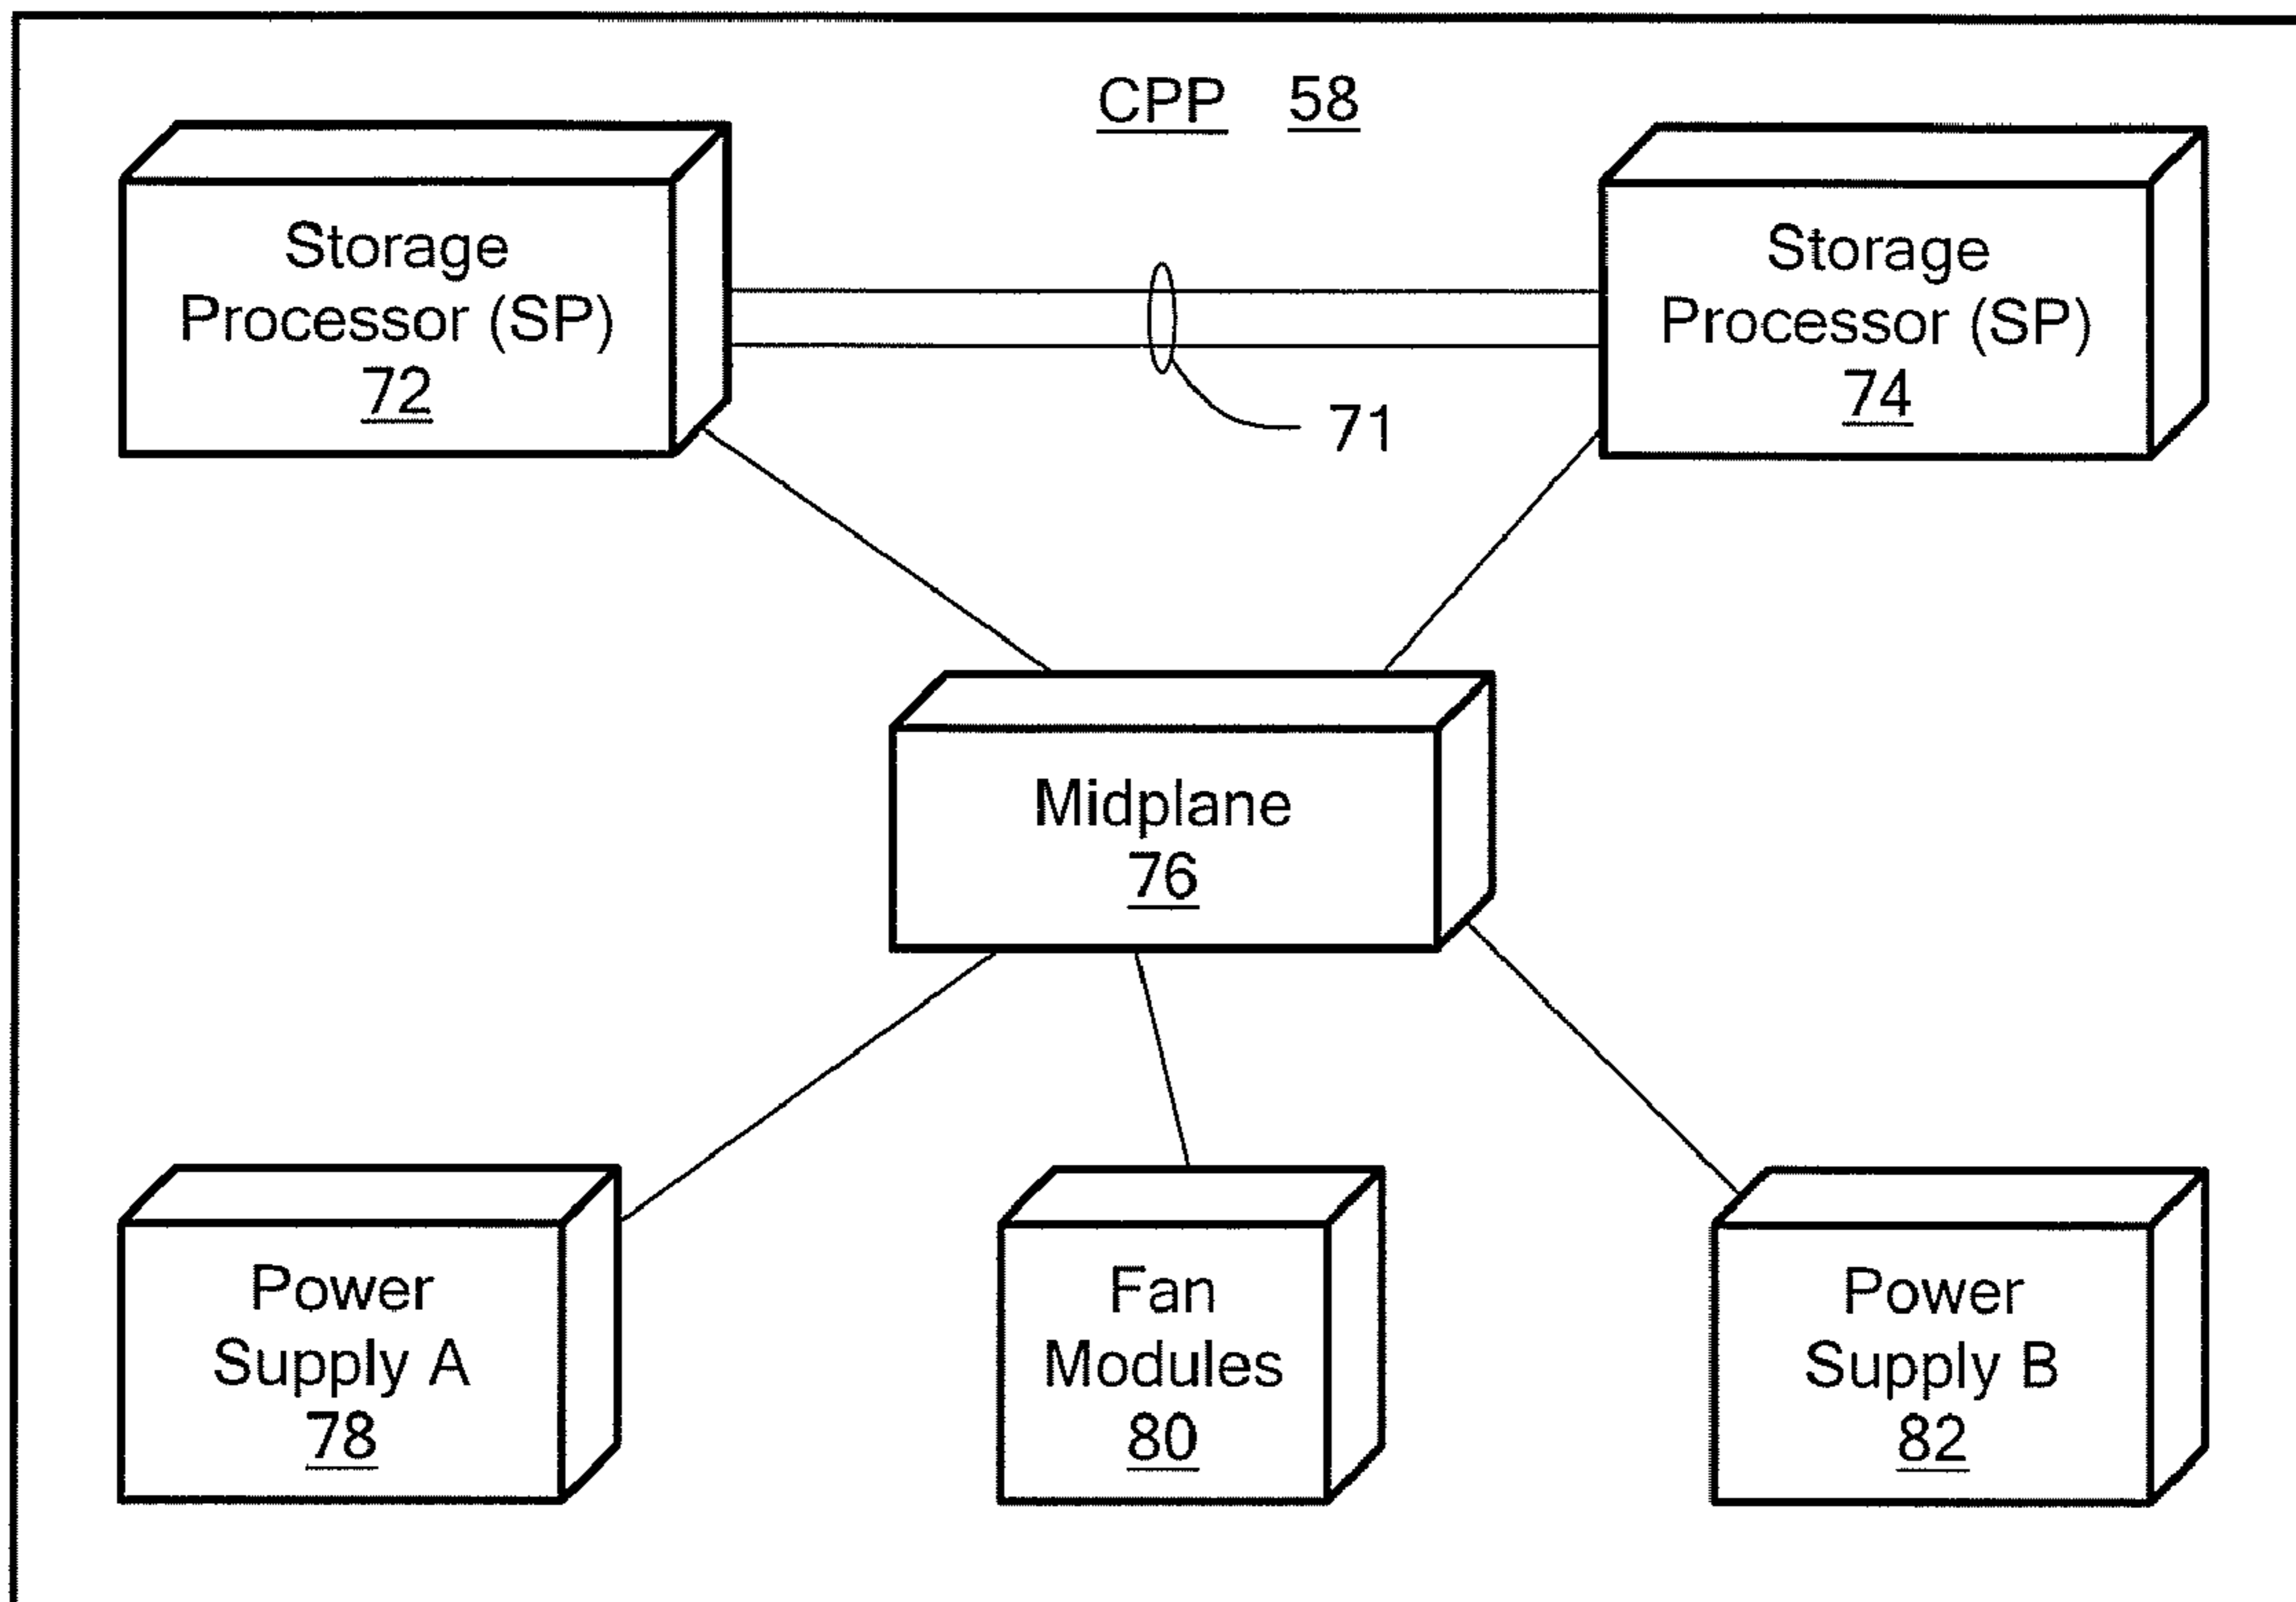 CPP 58
Storage
Processor (SP)
72
Storage
Processor (SP)
74
71
Midplane
76
Power
Supply A
78
Fan
Modules
80
Power
Supply B
82